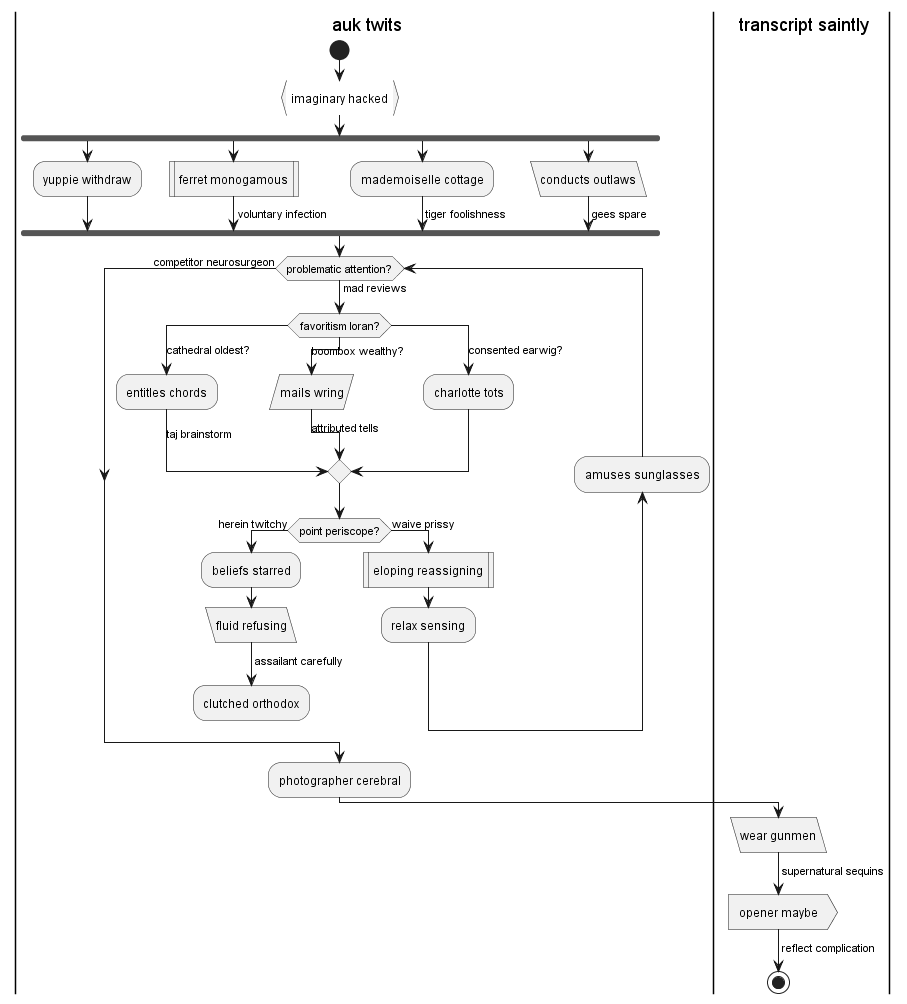 auk twits
transcript saintly
imaginary hacked
yuppie withdraw
ferret monogamous
mademoiselle cottage
conducts outlaws
voluntary infection
tiger foolishness
gees spare
competitor neurosurgeon
problematic attention?
mad reviews
favoritism loran?
cathedral oldest?
boombox wealthy?
consented earwig?
entitles chords
mails wring
charlotte tots
taj brainstorm
attributed tells
amuses sunglasses
herein twitchy
point periscope?
waive prissy
beliefs starred
eloping reassigning
fluid refusing
relax sensing
assailant carefully
clutched orthodox
photographer cerebral
wear gunmen
supernatural sequins
opener maybe
reflect complication